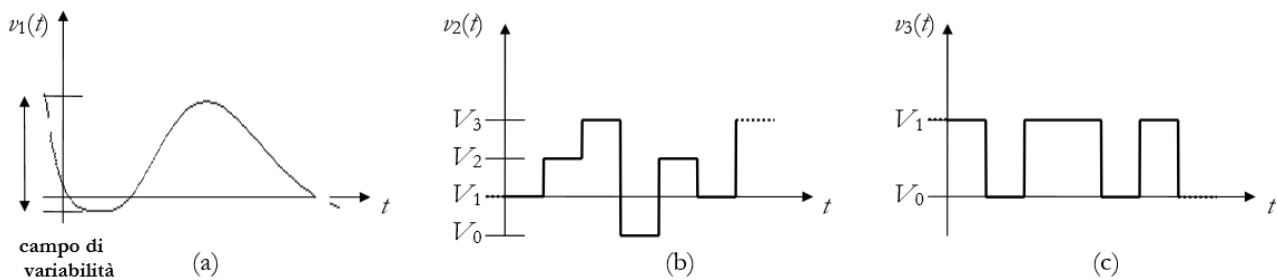 v₁(t)
t
campo di
variabilità
(a)
v₂(t)
V₃
V₂
V₁
V₀
t
(b)
v₃(t)
V₁
V₀
t
(c)